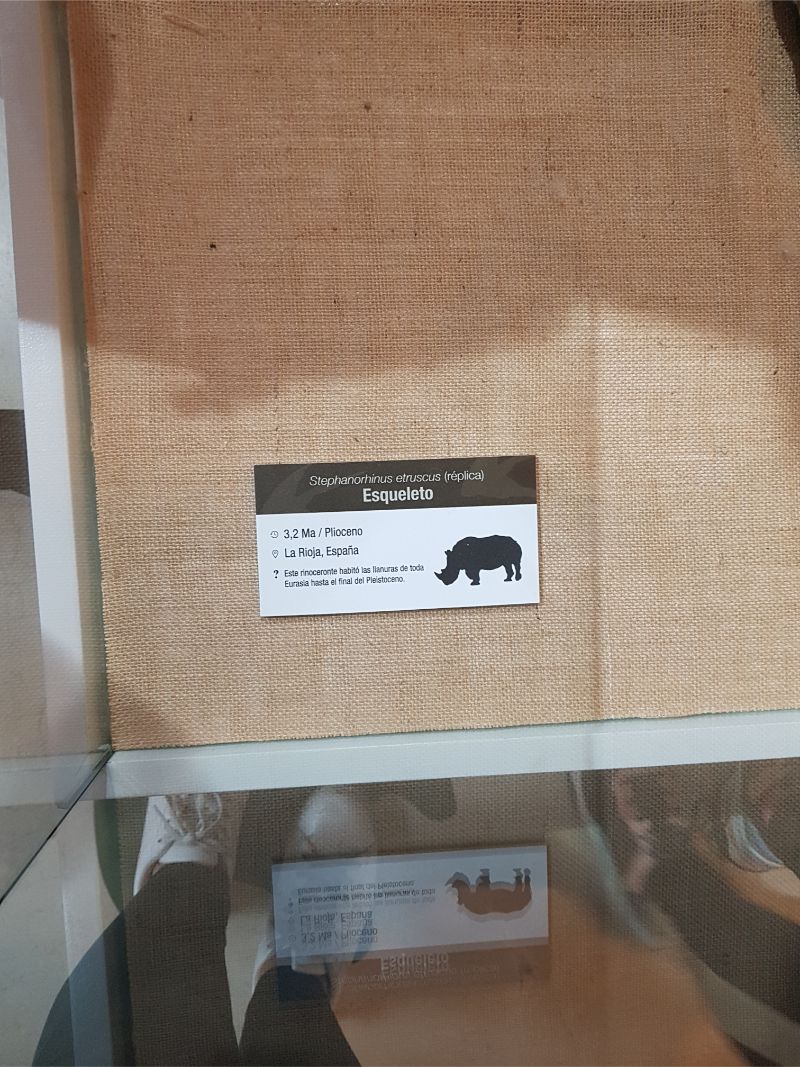 Stephanorhinus etruscus (réplica)
Esqueleto
3,2 Ma / Plioceno
La Rioja, España
? Este rinoceronte habitó las llanuras de toda
Eurasia hasta el final del Pleistoceno.